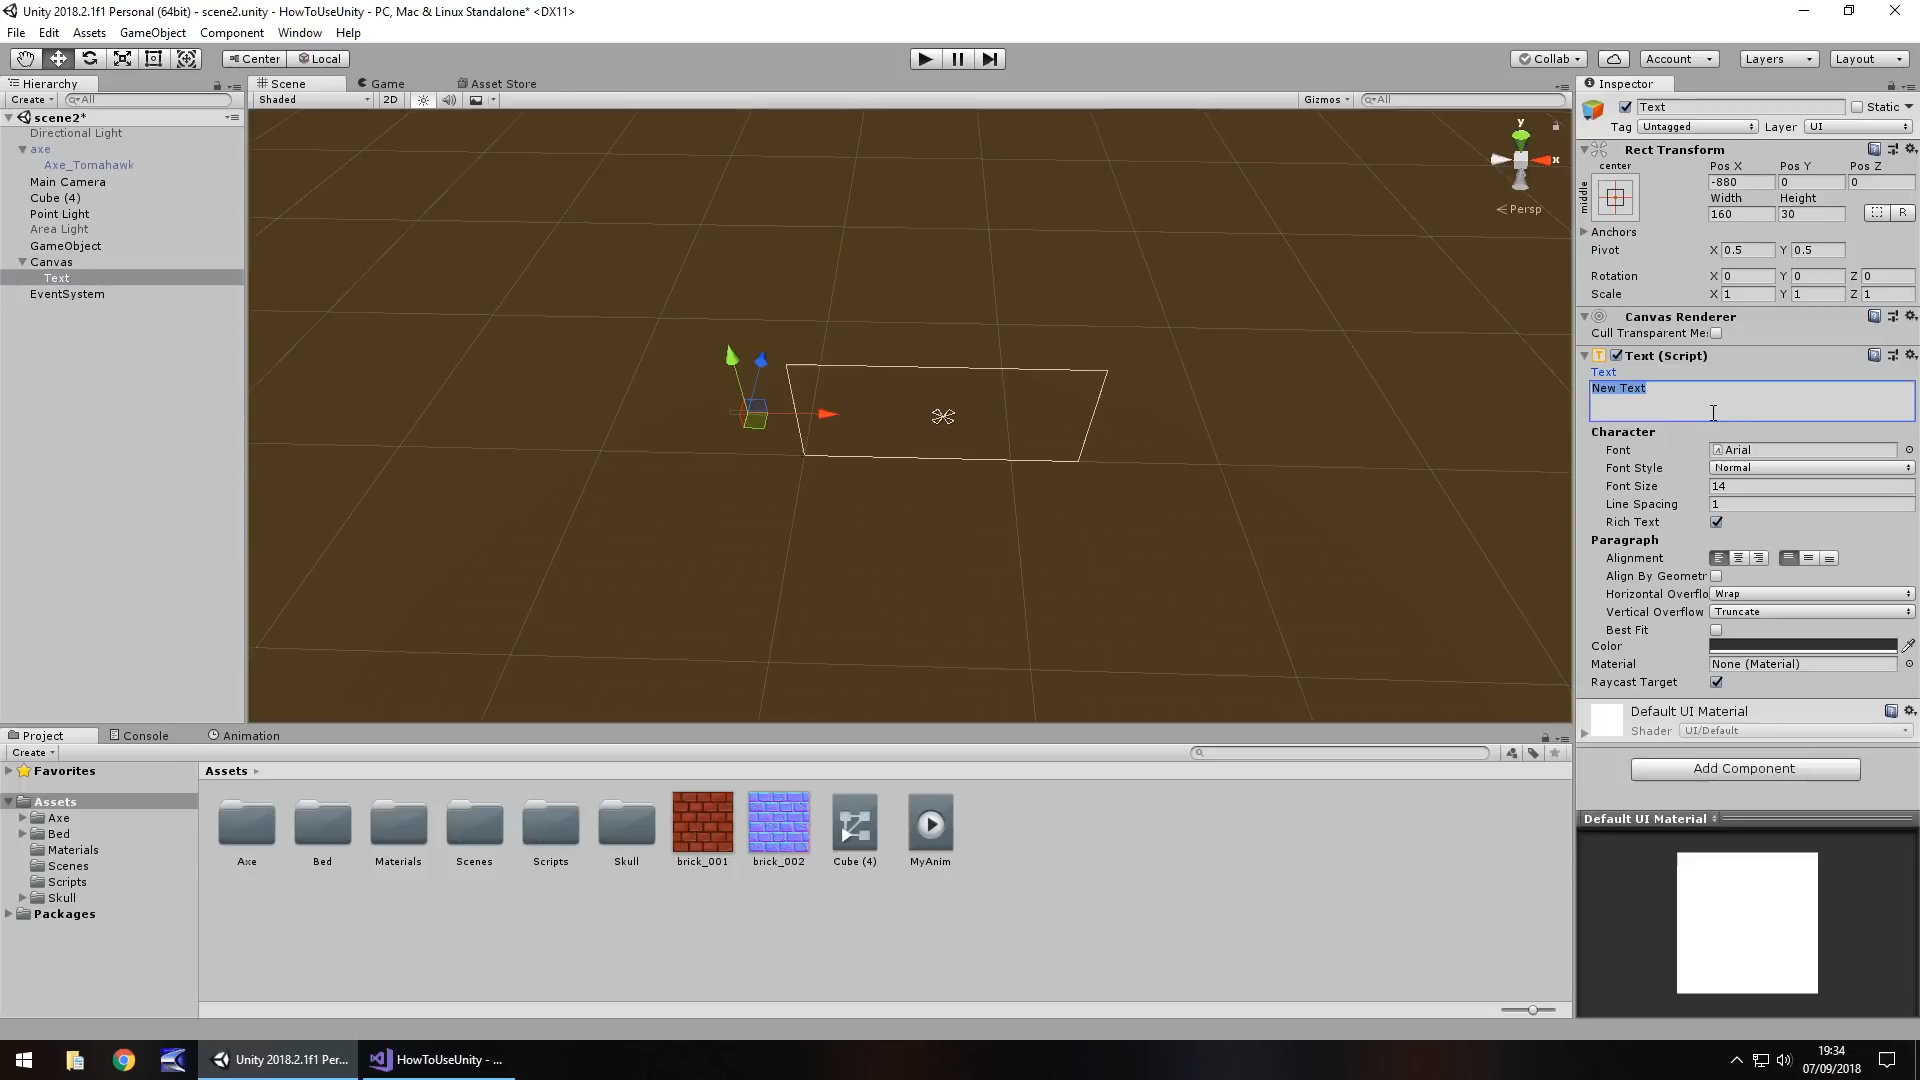 Unity 2018.2.1f1 Personal (64bit) - scene2.unity - HowToUseUnity - PC, Mac & Linux Standalone* <DX11>
File Edit Assets GameObject Component Window Help
Center Local Collab Account Layers Layout
Hierarchy
Create All
scene2*
Directional Light
axe
Axe_Tomahawk
Main Camera
Cube (4)
Point Light
Area Light
GameObject
Canvas
Text
EventSystem
Scene Game Asset Store
Shaded 2D Gizmos All
y
x
Persp
Inspector
Text Static
Tag Untagged Layer UI
Rect Transform
center Pos X Pos Y Pos Z
middle -880 0 0
Width Height
160 30 R
Anchors
Pivot X 0.5 Y 0.5
Rotation X 0 Y 0 Z 0
Scale X 1 Y 1 Z 1
Canvas Renderer
Cull Transparent Me
Text (Script)
Text
New Text
Character
Font Arial
Font Style Normal
Font Size 14
Line Spacing 1
Rich Text
Paragraph
Alignment
Align By Geometr
Horizontal Overflo Wrap
Vertical Overflow Truncate
Best Fit
Color
Material None (Material)
Raycast Target
Default UI Material
Shader UI/Default
Add Component
Default UI Material
Project Console Animation
Create
Favorites
Assets
Axe
Bed
Materials
Scenes
Scripts
Skull
Packages
Assets
Axe Bed Materials Scenes Scripts Skull brick_001 brick_002 Cube (4) MyAnim
Unity 2018.2.1f1 Per... HowToUseUnity - ...
19:34
07/09/2018